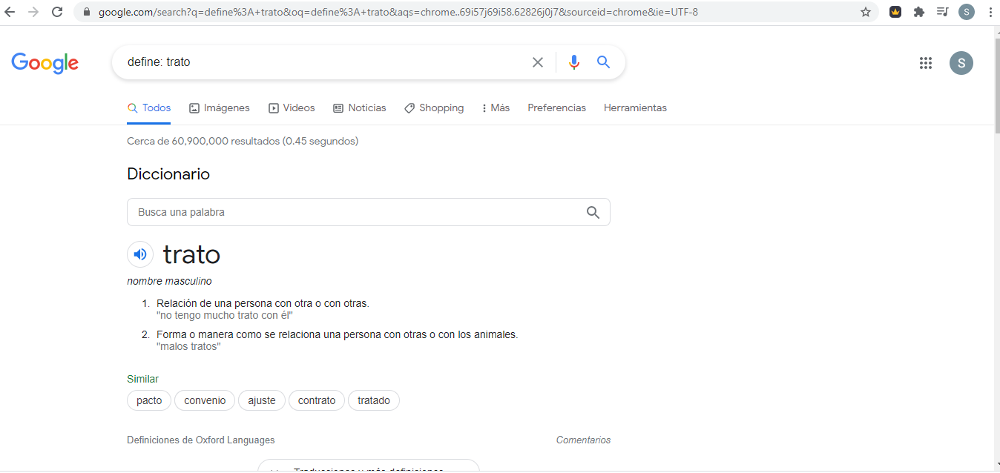 google.com/search?q=define%3A+trato&oq=define%3A+trato&aqs=chrome..69i57j69i58.62826j0j7&sourceid=chrome&ie=UTF-8
S
Google
define: trato
S
Todos Imágenes Videos Noticias Shopping Más Preferencias Herramientas
Cerca de 60,900,000 resultados (0.45 segundos)
Diccionario
Busca una palabra
trato
nombre masculino
1. Relación de una persona con otra o con otras.
"no tengo mucho trato con él"
2. Forma o manera como se relaciona una persona con otras o con los animales.
"malos tratos"
Similar
pacto convenio ajuste contrato tratado
Definiciones de Oxford Languages Comentarios
Traducciones y más definiciones